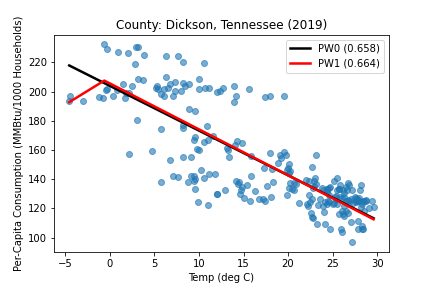 County: Dickson, Tennessee (2019)
PW0 (0.658)
PW1 (0.664)
Per-Capita Consumption (MMBtu/1000 Households)
220
200
180
160
140
120
100
−5 0 5 10 15 20 25 30
Temp (deg C)